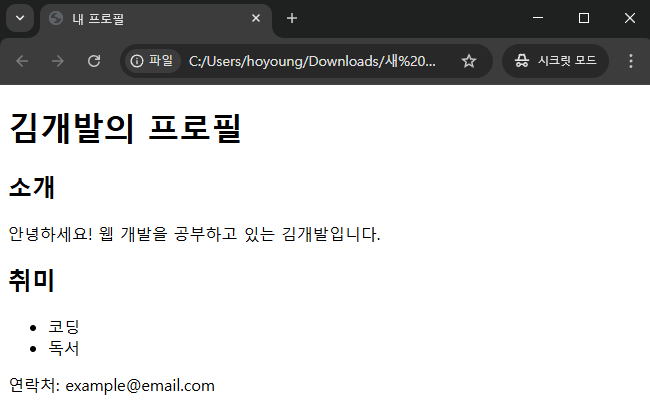 내 프로필
파일
C:/Users/hoyoung/Downloads/새%20...
시크릿 모드
김개발의 프로필
소개
안녕하세요! 웹 개발을 공부하고 있는 김개발입니다.
취미
• 코딩
• 독서
연락처: example@email.com